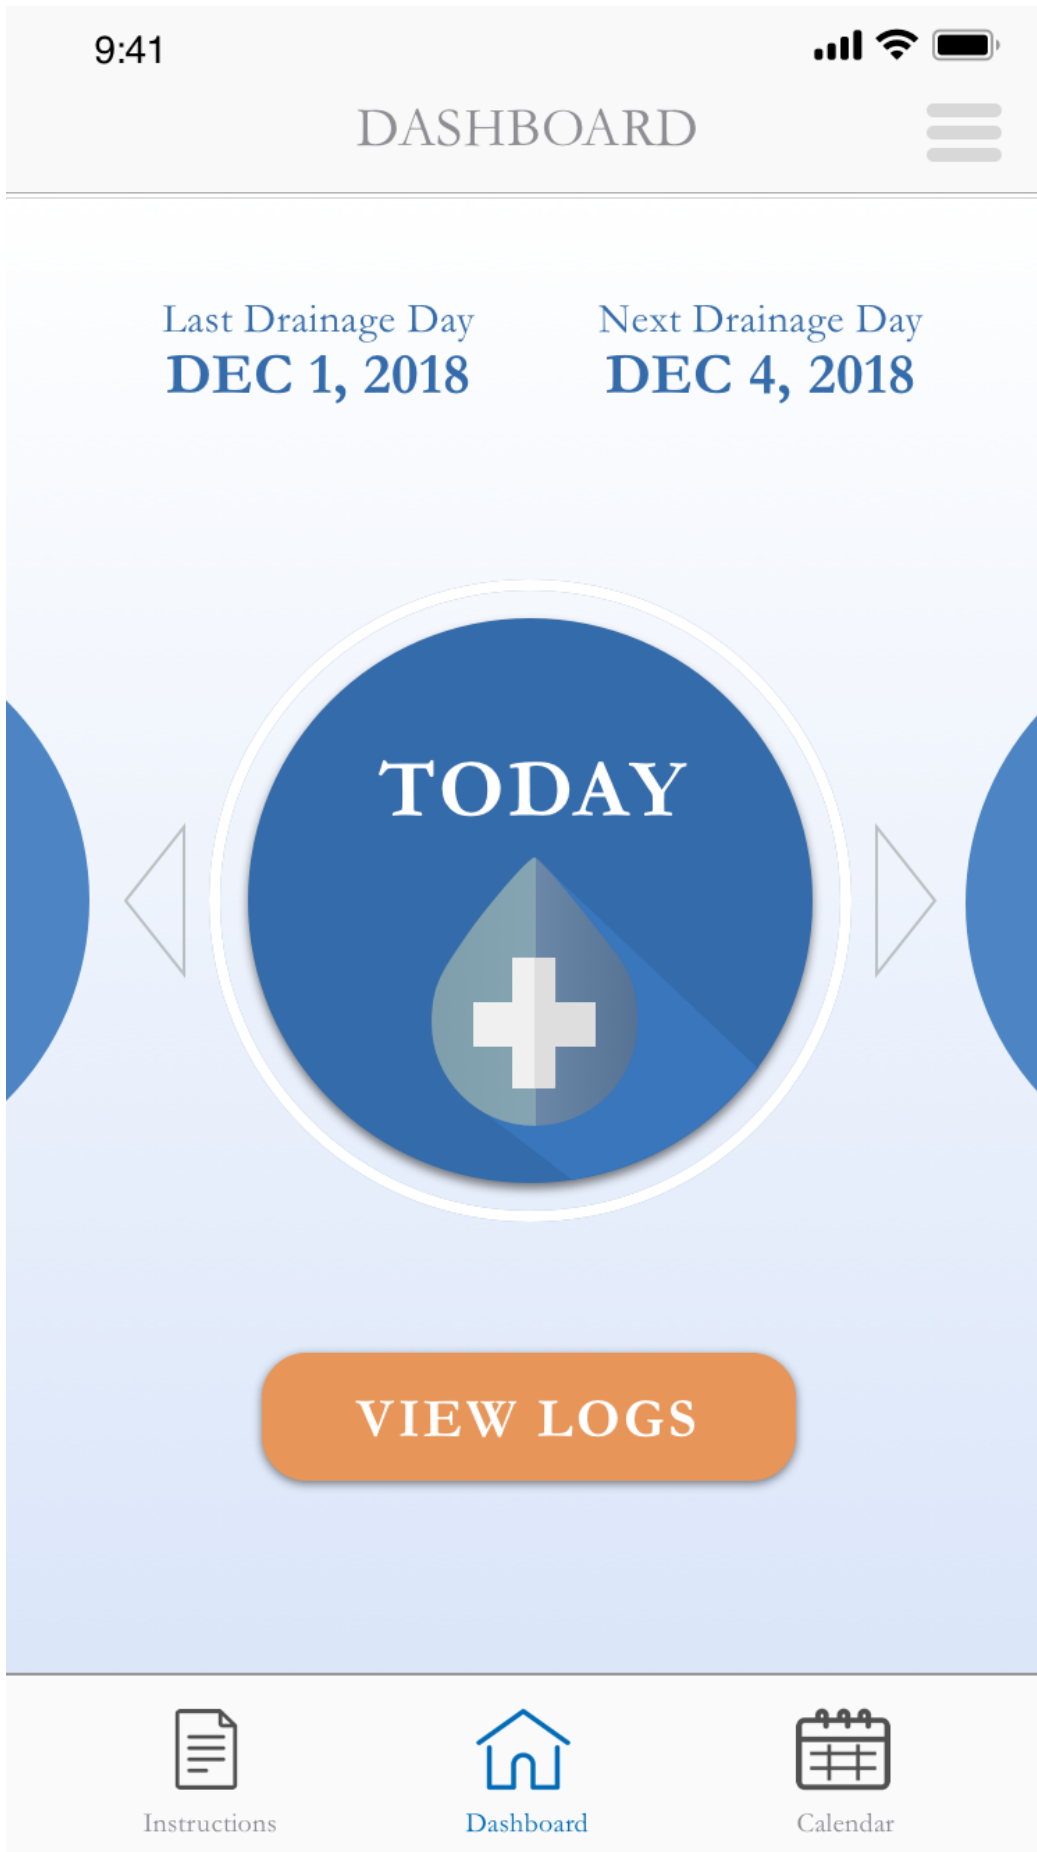 9:41
DASHBOARD
Last Drainage Day
DEC 1, 2018
Next Drainage Day
DEC 4, 2018
TODAY
VIEW LOGS
Instructions
Dashboard
Calendar